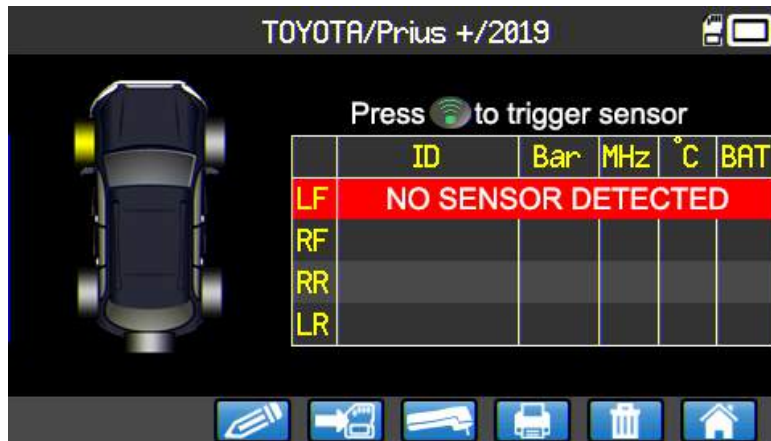 TOYOTA/Prius +/2019
Press to trigger sensor
ID Bar MHz °C BAT
LF NO SENSOR DETECTED
RF
RR
LR